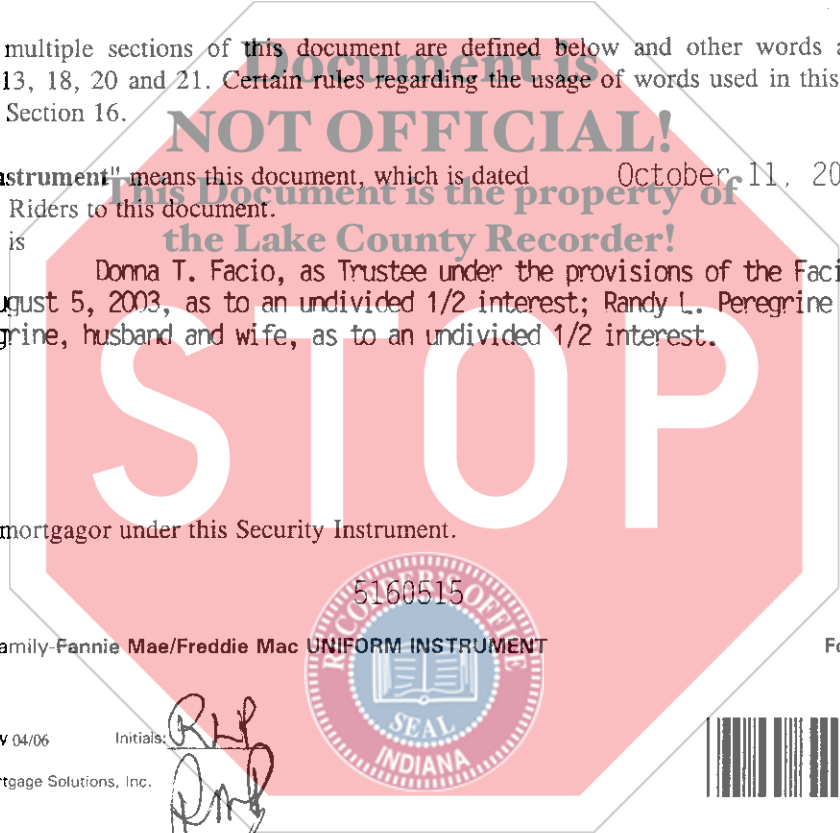 multiple sections of this document are defined below and other words a
13, 18, 20 and 21. Certain rules regarding the usage of words used in this
Section 16.
Document is
NOT OFFICIAL!
This Document is the property of
the Lake County Recorder!
strument" means this document, which is dated October 11, 20
Riders to this document.
is
Donna T. Facio, as Trustee under the provisions of the Faci
ugust 5, 2003, as to an undivided 1/2 interest; Randy L. Peregrine
grine, husband and wife, as to an undivided 1/2 interest.
STOP
mortgagor under this Security Instrument.
5160515
amily-Fannie Mae/Freddie Mac UNIFORM INSTRUMENT Fo
RECORDER'S OFFICE
SEAL
INDIANA
04/06 Initials: RLP
rtgage Solutions, Inc.